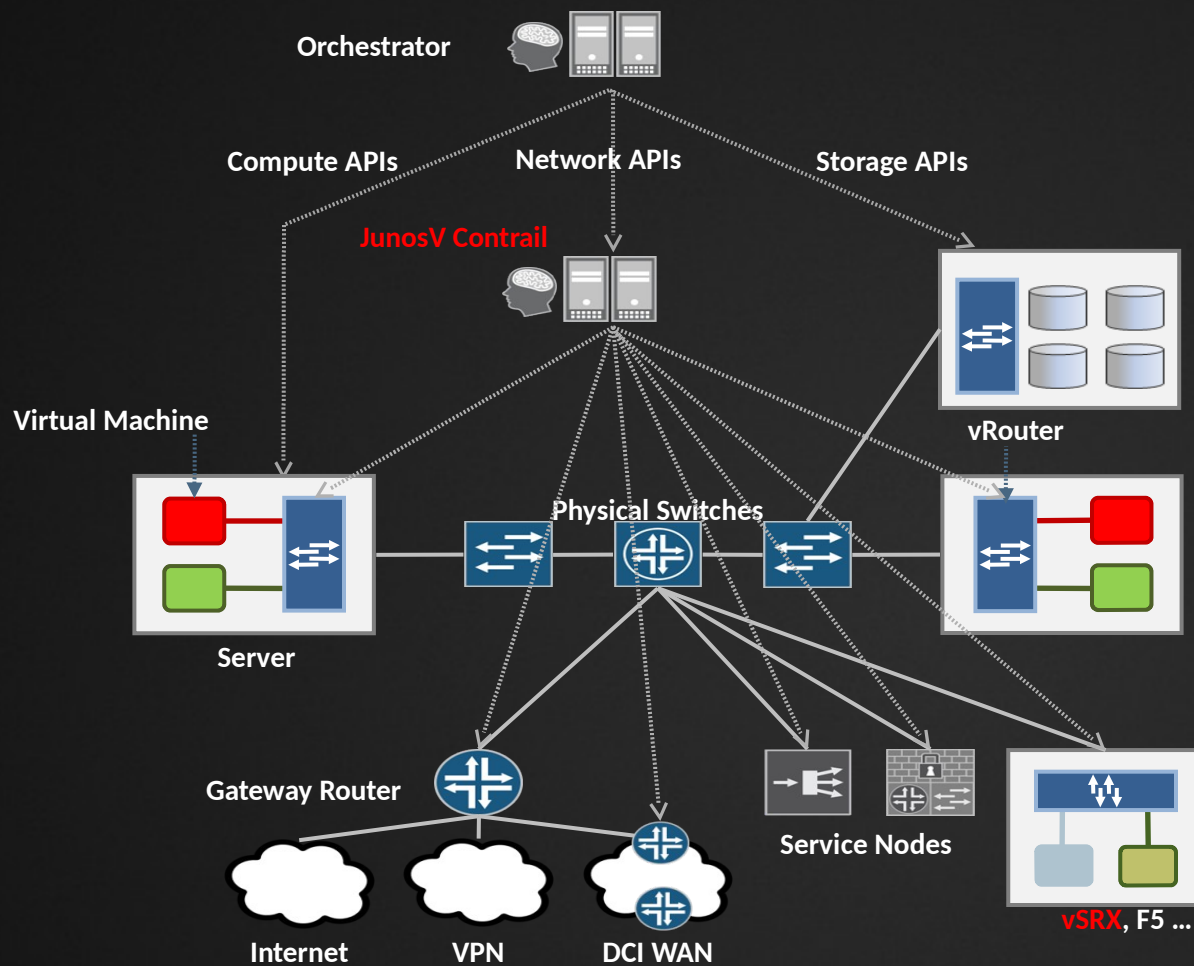 Orchestrator
Compute APIs
Network APIs
Storage APIs
JunosV Contrail
Virtual Machine
vRouter
Physical Switches
Server
Gateway Router
Service Nodes
vSRX, F5 ...
Internet
VPN
DCI WAN